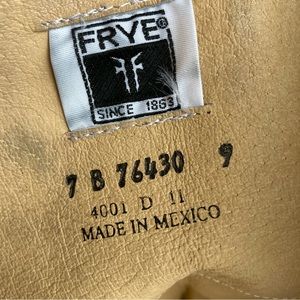 FRYE®
SINCE 1863
7 B 76430 9
4001 D 11
MADE IN MEXICO